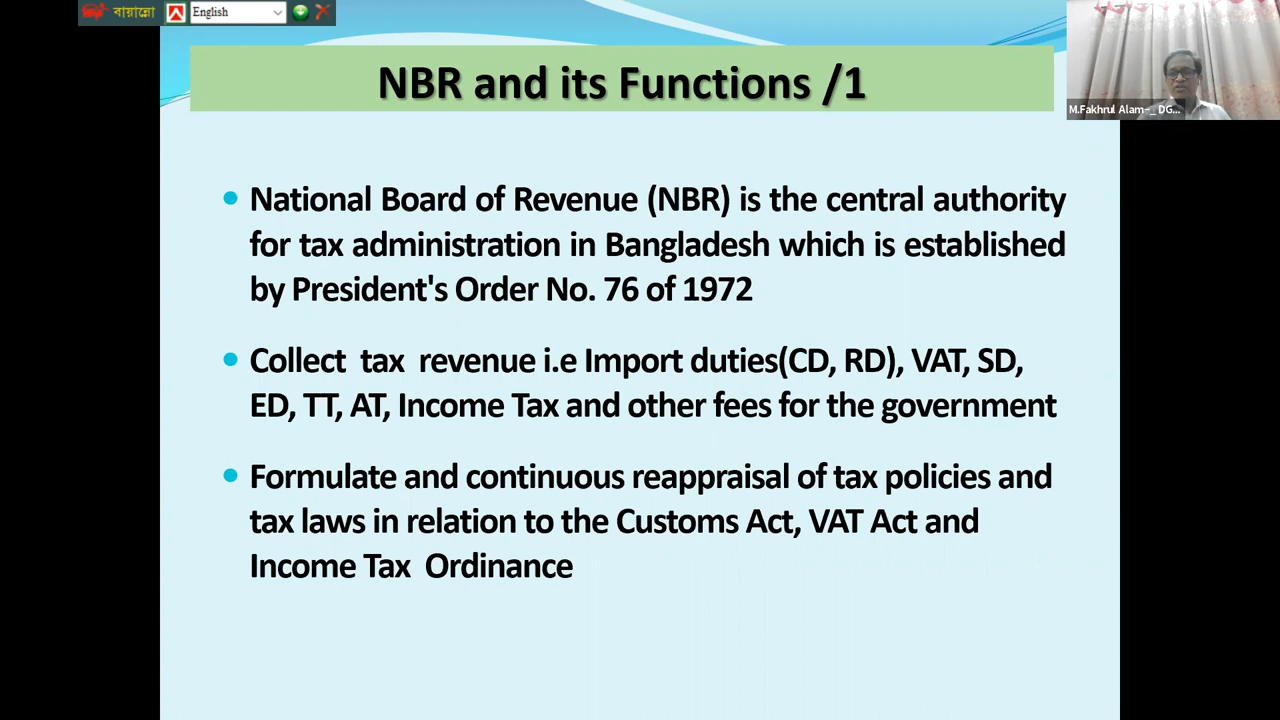 বায়ান্নো
English
NBR and its Functions /1
M.Fakhrul Alam-_ DG...
National Board of Revenue (NBR) is the central authority
for tax administration in Bangladesh which is established
by President's Order No. 76 of 1972
Collect tax revenue i.e Import duties(CD, RD), VAT, SD,
ED, TT, AT, Income Tax and other fees for the government
Formulate and continuous reappraisal of tax policies and
tax laws in relation to the Customs Act, VAT Act and
Income Tax Ordinance